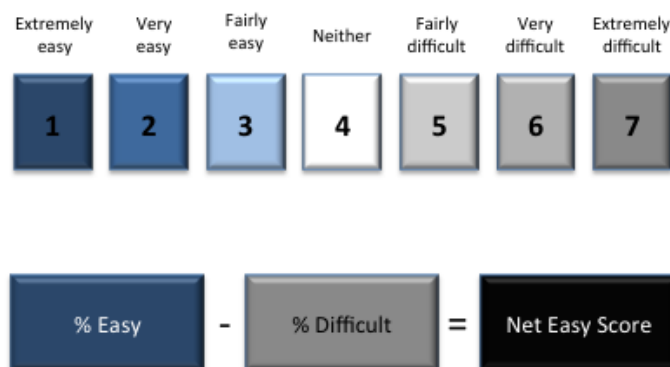 Extremely easy
Very easy
Fairly easy
Neither
Fairly difficult
Very difficult
Extremely difficult
1 2 3 4 5 6 7
% Easy - % Difficult = Net Easy Score